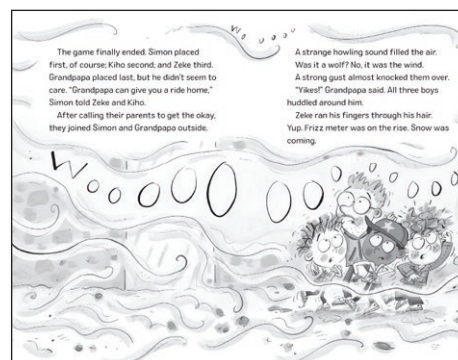 The game finally ended. Simon placed
first, of course; Kiho second; and Zeke third.
Grandpapa placed last, but he didn't seem to
care. "Grandpapa can give you a ride home,"
Simon told Zeke and Kiho.
After calling their parents to get the okay,
they joined Simon and Grandpapa outside.
W o o o o o
A strange howling sound filled the air.
Was it a wolf? No, it was the wind.
A strong gust almost knocked them over.
"Yikes!" Grandpapa said. All three boys
huddled around him.
Zeke ran his fingers through his hair.
Yup. Frizz meter was on the rise. Snow was
coming.
W o o o O O O O o o o o o o